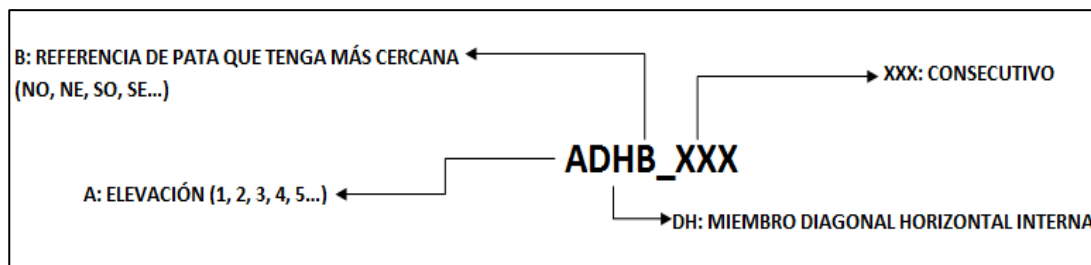 B: REFERENCIA DE PATA QUE TENGA MÁS CERCANA
(NO, NE, SO, SE...)
XXX: CONSECUTIVO
ADHB_XXX
A: ELEVACIÓN (1, 2, 3, 4, 5...)
DH: MIEMBRO DIAGONAL HORIZONTAL INTERNA